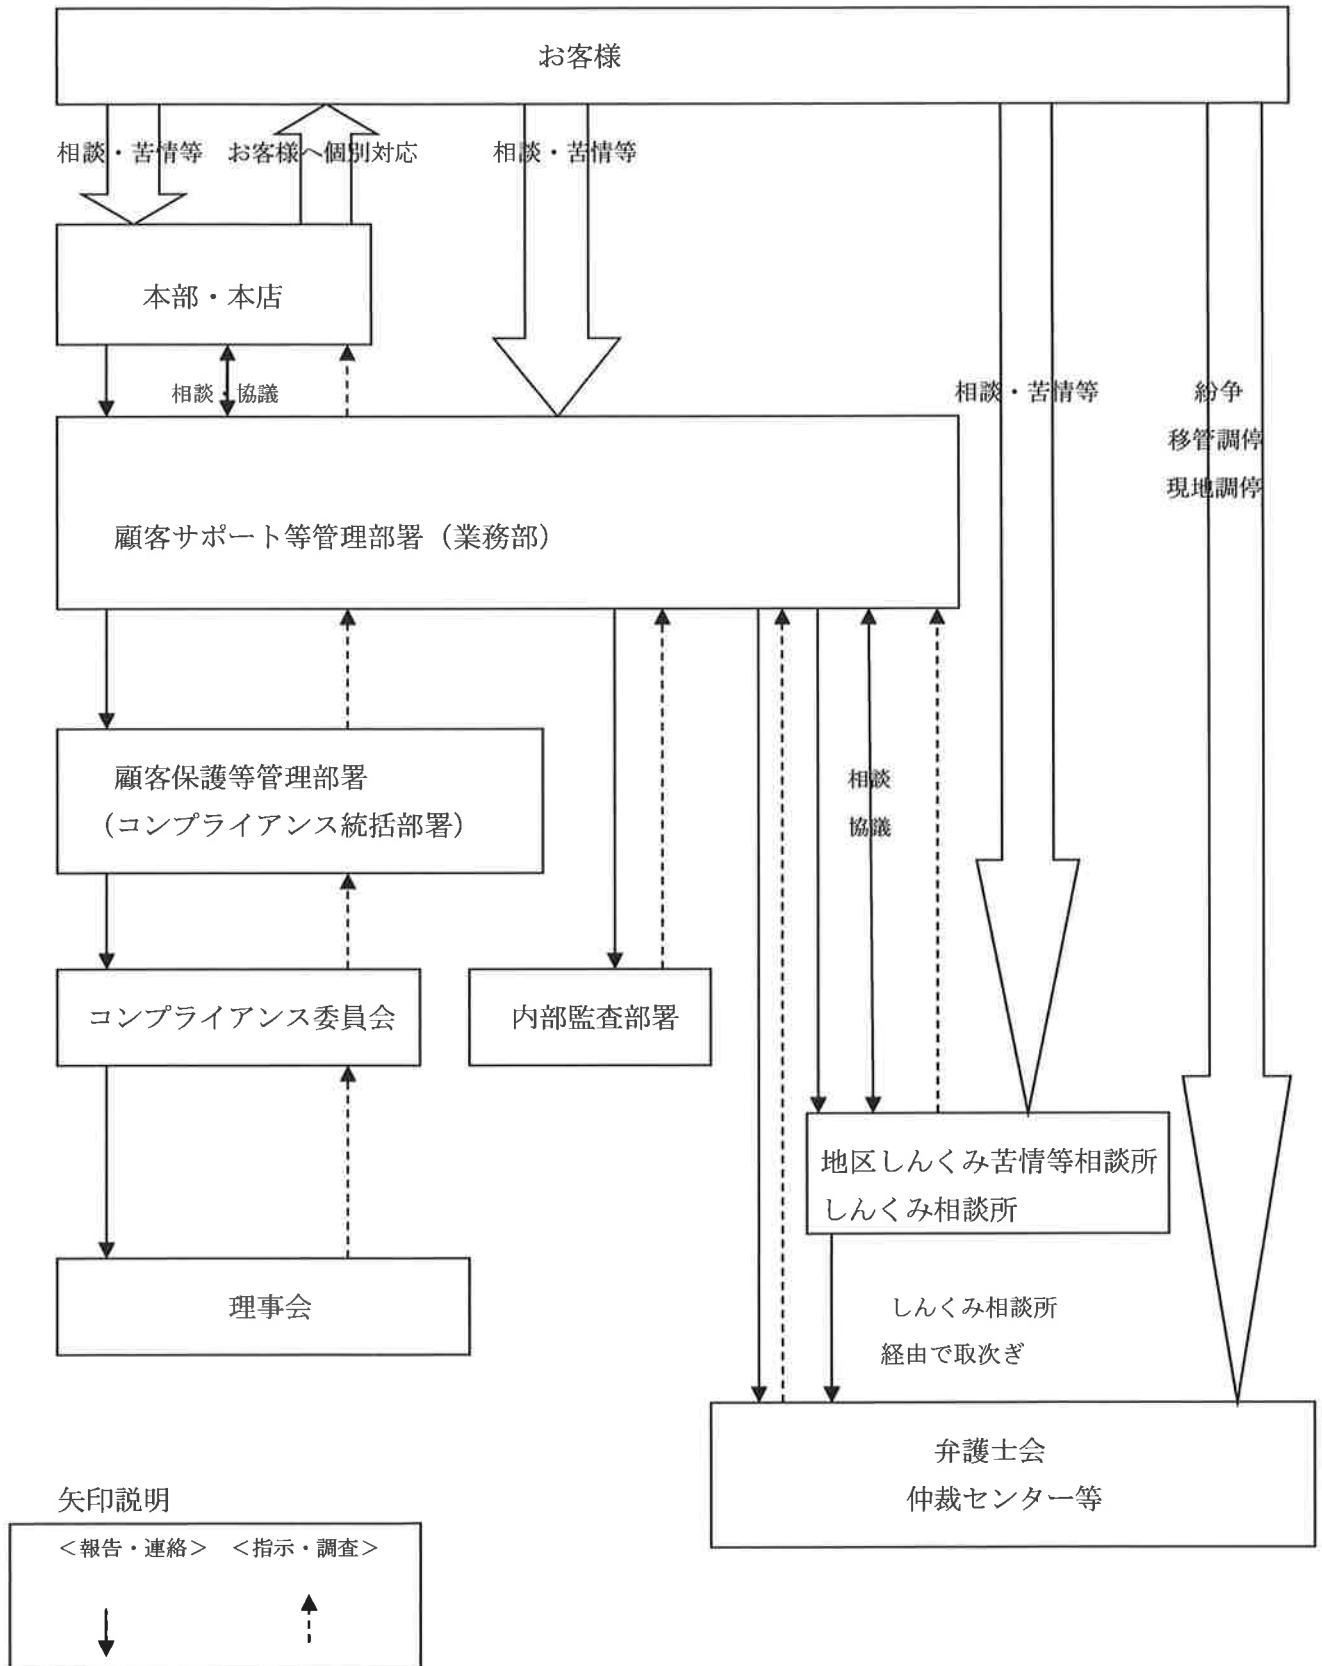 お客様
相談・苦情等
お客様へ個別対応
相談・苦情等
本部・本店
相談・協議
相談・苦情等
紛争
移管調停
現地調停
顧客サポート等管理部署（業務部）
顧客保護等管理部署
（コンプライアンス統括部署）
相談
協議
コンプライアンス委員会
内部監査部署
地区しんくみ苦情等相談所
しんくみ相談所
理事会
しんくみ相談所
経由で取次ぎ
弁護士会
仲裁センター等
矢印説明
＜報告・連絡＞
＜指示・調査＞